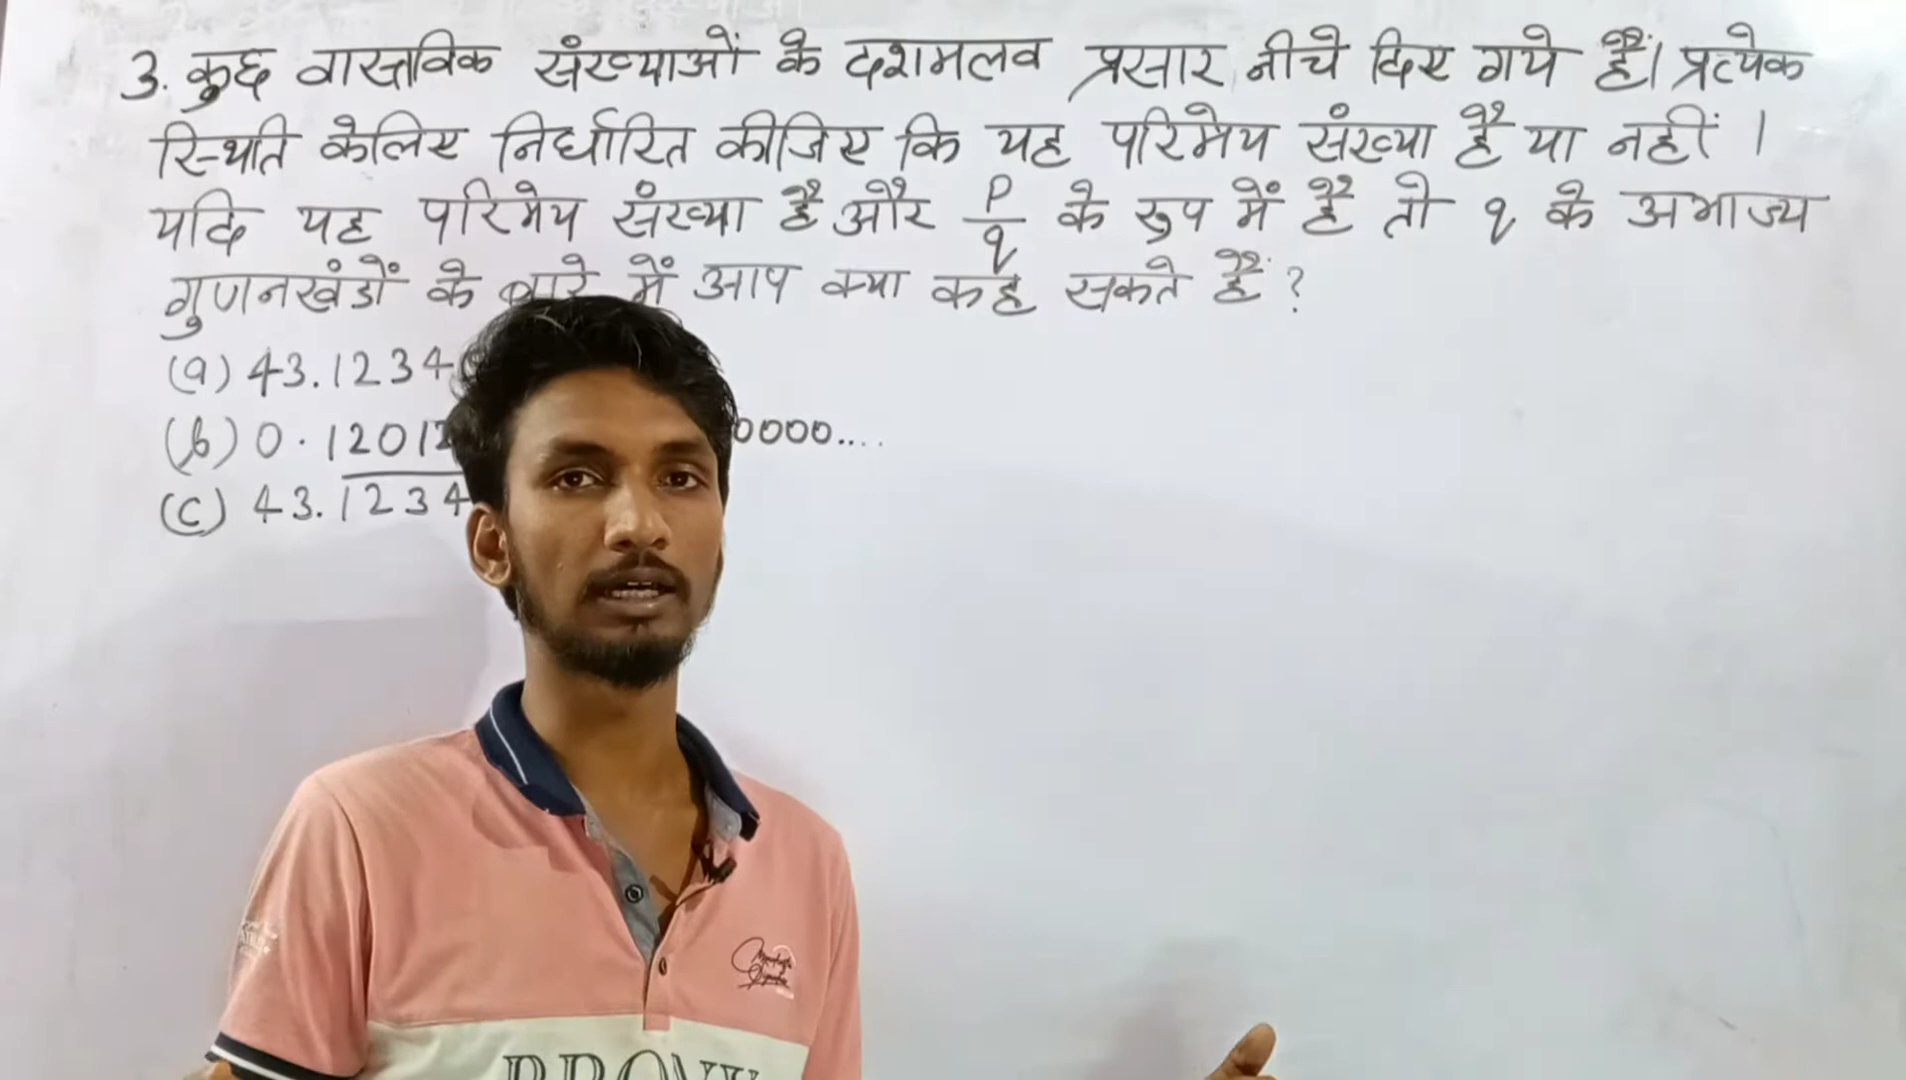 3. कुछ वास्तविक संख्याओं के दशमलव प्रसार नीचे दिए गये हैं। प्रत्येक
स्थिति केलिए निर्धारित कीजिए कि यह परिमेय संख्या है या नहीं ।
यदि यह परिमेय संख्या है और p/q के रूप में है तो q के अभाज्य
गुणनखंडों के बारे में आप क्या कह सकते हैं ?
(a) 43.1234
(b) 0.12012 0000....
(c) 43.1234